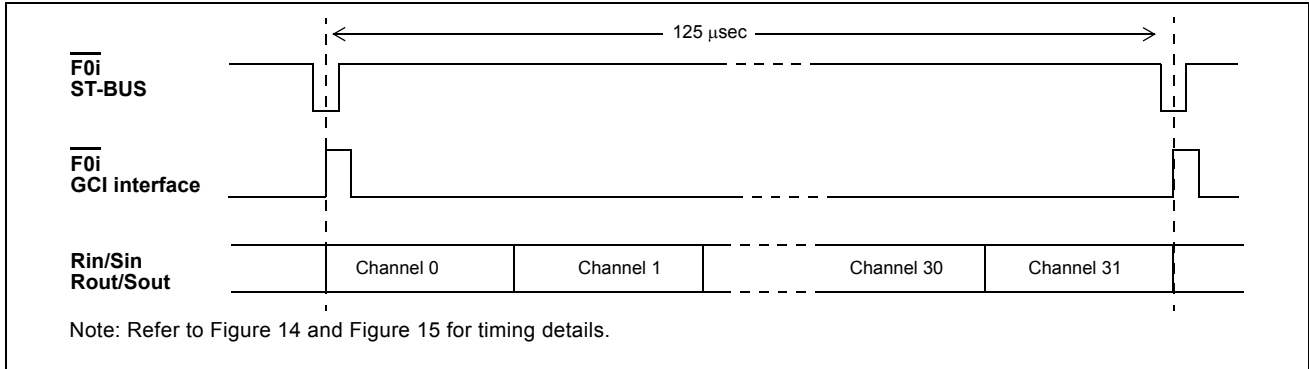 125 μsec
F0i
ST-BUS
F0i
GCI interface
Rin/Sin
Rout/Sout
Channel 0
Channel 1
Channel 30
Channel 31
Note: Refer to Figure 14 and Figure 15 for timing details.